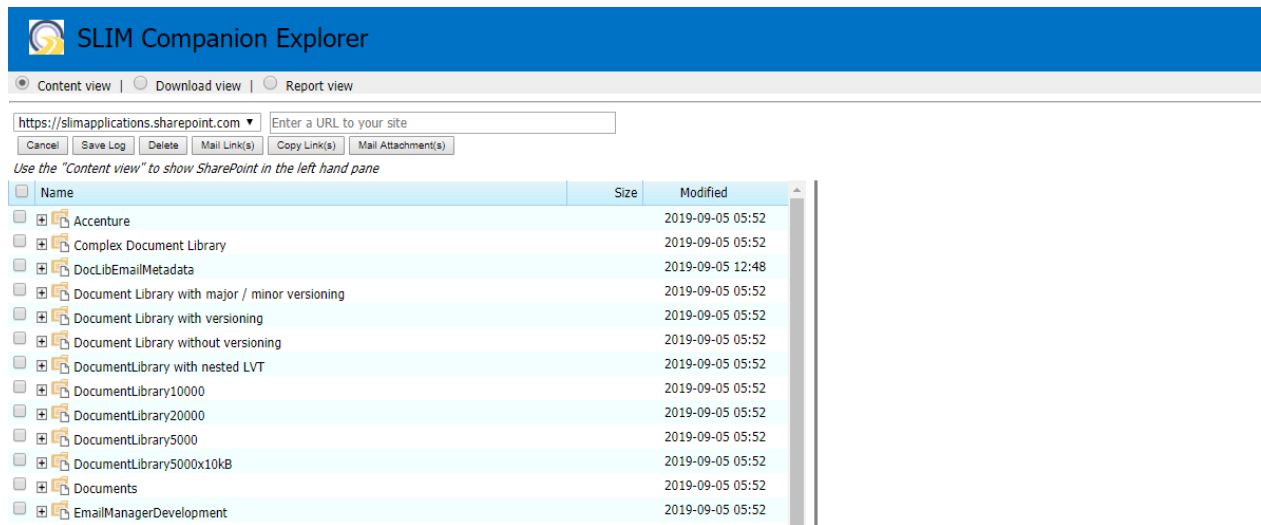 SLIM Companion Explorer
Content view | Download view | Report view
https://slimapplications.sharepoint.com ▼ Enter a URL to your site
Cancel Save Log Delete Mail Link(s) Copy Link(s) Mail Attachment(s)
Use the "Content view" to show SharePoint in the left hand pane
Name Size Modified
Accenture 2019-09-05 05:52
Complex Document Library 2019-09-05 05:52
DocLibEmailMetadata 2019-09-05 12:48
Document Library with major / minor versioning 2019-09-05 05:52
Document Library with versioning 2019-09-05 05:52
Document Library without versioning 2019-09-05 05:52
DocumentLibrary with nested LVT 2019-09-05 05:52
DocumentLibrary10000 2019-09-05 05:52
DocumentLibrary20000 2019-09-05 05:52
DocumentLibrary5000 2019-09-05 05:52
DocumentLibrary5000x10kB 2019-09-05 05:52
Documents 2019-09-05 05:52
EmailManagerDevelopment 2019-09-05 05:52